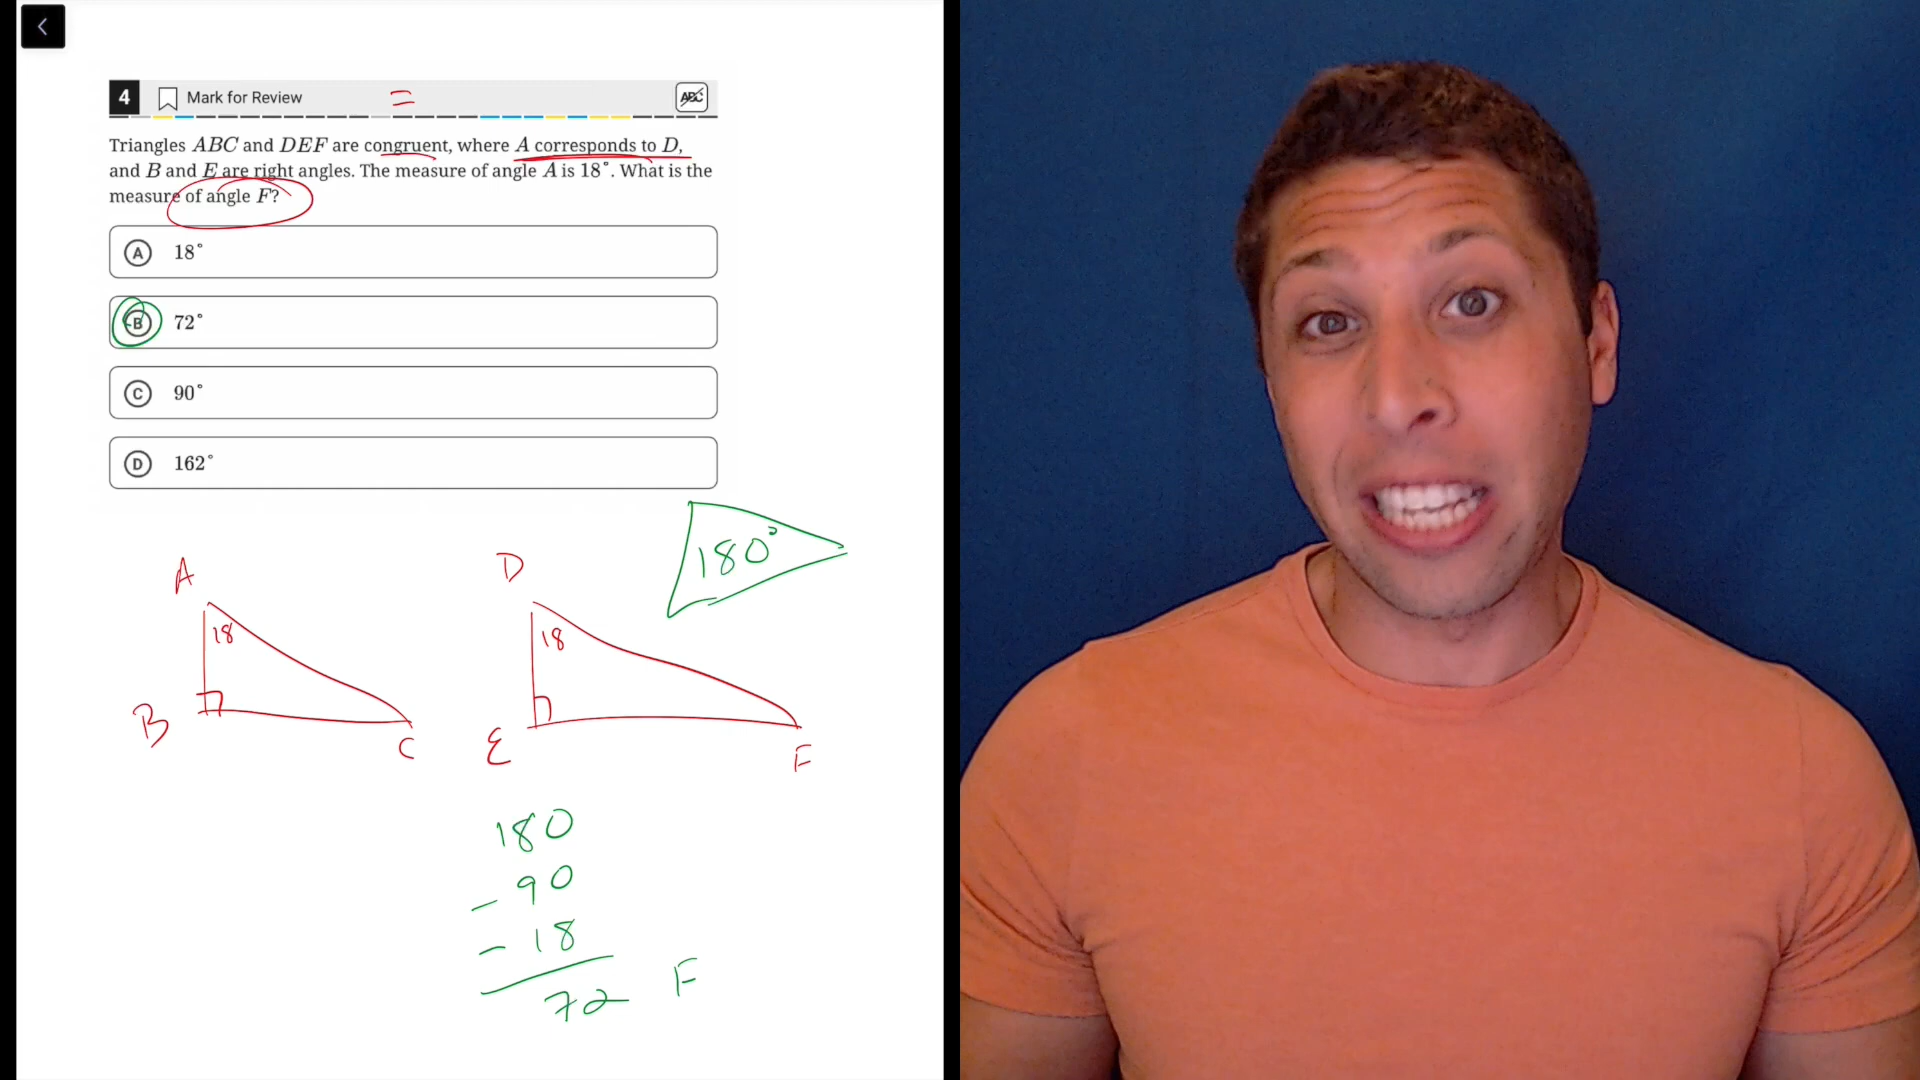 4 Mark for Review = ABC
Triangles ABC and DEF are congruent, where A corresponds to D,
and B and E are right angles. The measure of angle A is 18°. What is the
measure of angle F?
A 18°
B 72°
C 90°
D 162°
180°
A D
18 18
B C E F
180
- 90
- 18
72 F